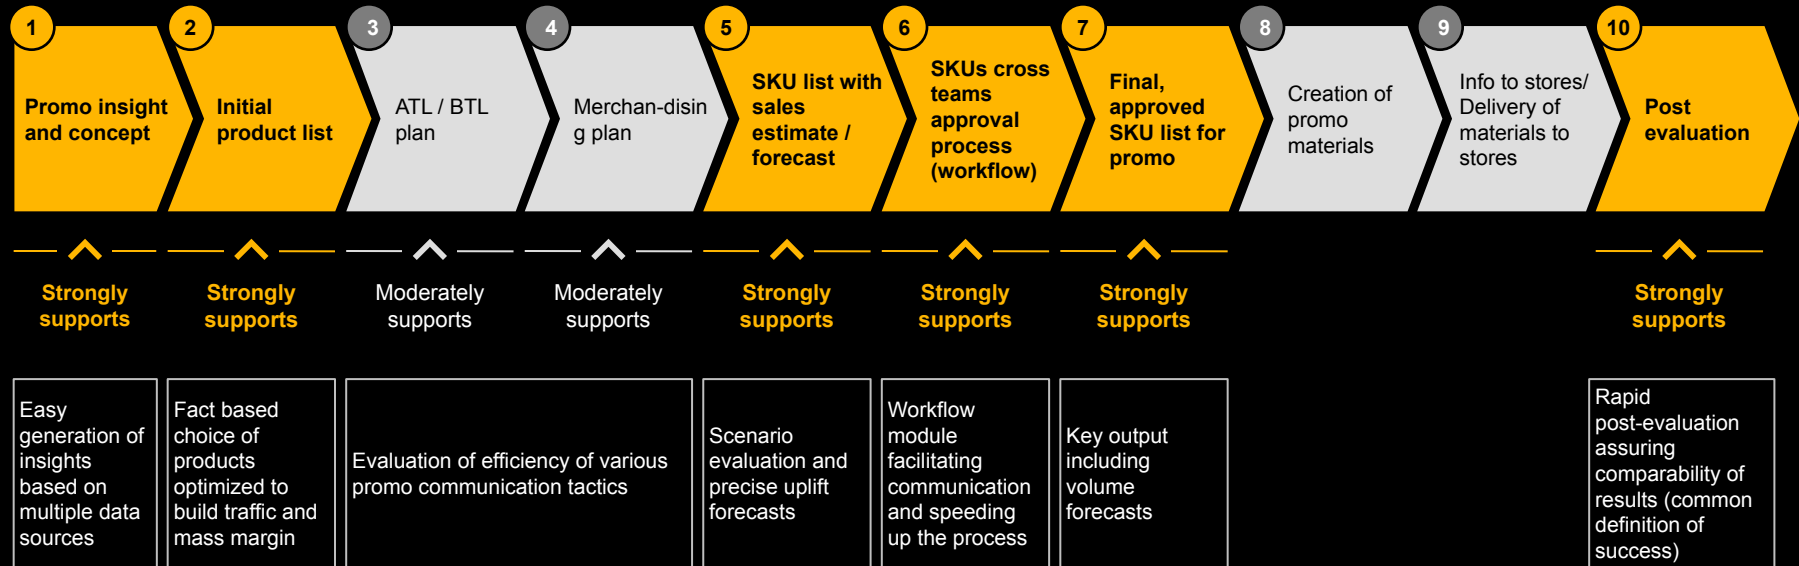 1
Promo insight
and concept
2
Initial
product list
3
ATL / BTL
plan
4
Merchan-disin
g plan
5
SKU list with
sales
estimate /
forecast
6
SKUs cross
teams
approval
process
(workflow)
7
Final,
approved
SKU list for
promo
8
Creation of
promo
materials
9
Info to stores/
Delivery of
materials to
stores
10
Post
evaluation
Strongly
supports
Strongly
supports
Moderately
supports
Moderately
supports
Strongly
supports
Strongly
supports
Strongly
supports
Strongly
supports
Easy
generation of
insights
based on
multiple data
sources
Fact based
choice of
products
optimized to
build traffic and
mass margin
Evaluation of efficiency of various
promo communication tactics
Scenario
evaluation and
precise uplift
forecasts
Workflow
module
facilitating
communication
and speeding
up the process
Key output
including
volume
forecasts
Rapid
post-evaluation
assuring
comparability of
results (common
definition of
success)